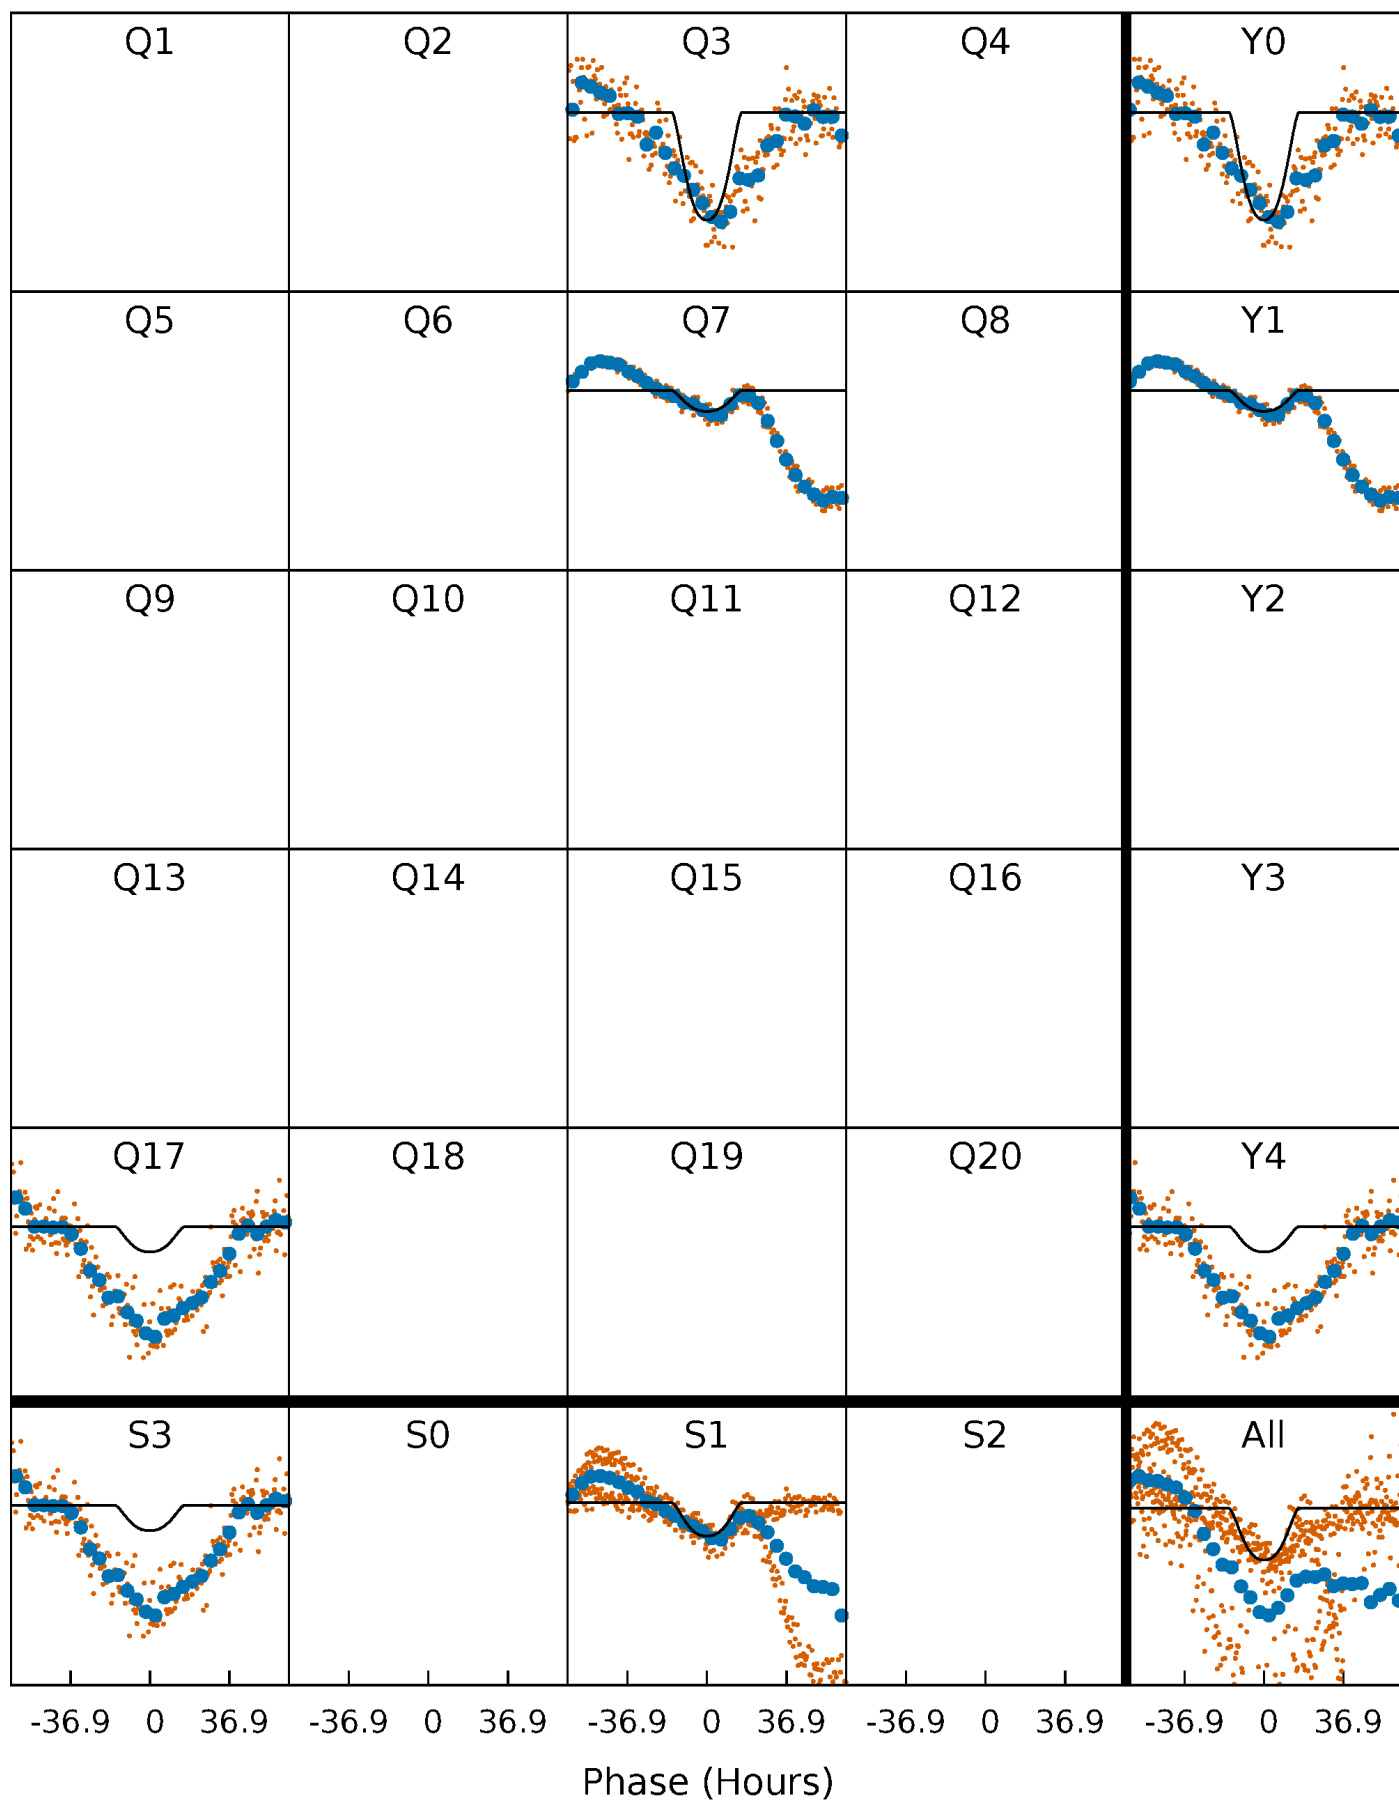 Q1 Q2 Q3 Q4 Y0
Q5 Q6 Q7 Q8 Y1
Q9 Q10 Q11 Q12 Y2
Q13 Q14 Q15 Q16 Y3
Q17 Q18 Q19 Q20 Y4
S3 S0 S1 S2 All
-36.9 0 36.9 -36.9 0 36.9 -36.9 0 36.9 -36.9 0 36.9 -36.9 0 36.9
Phase (Hours)